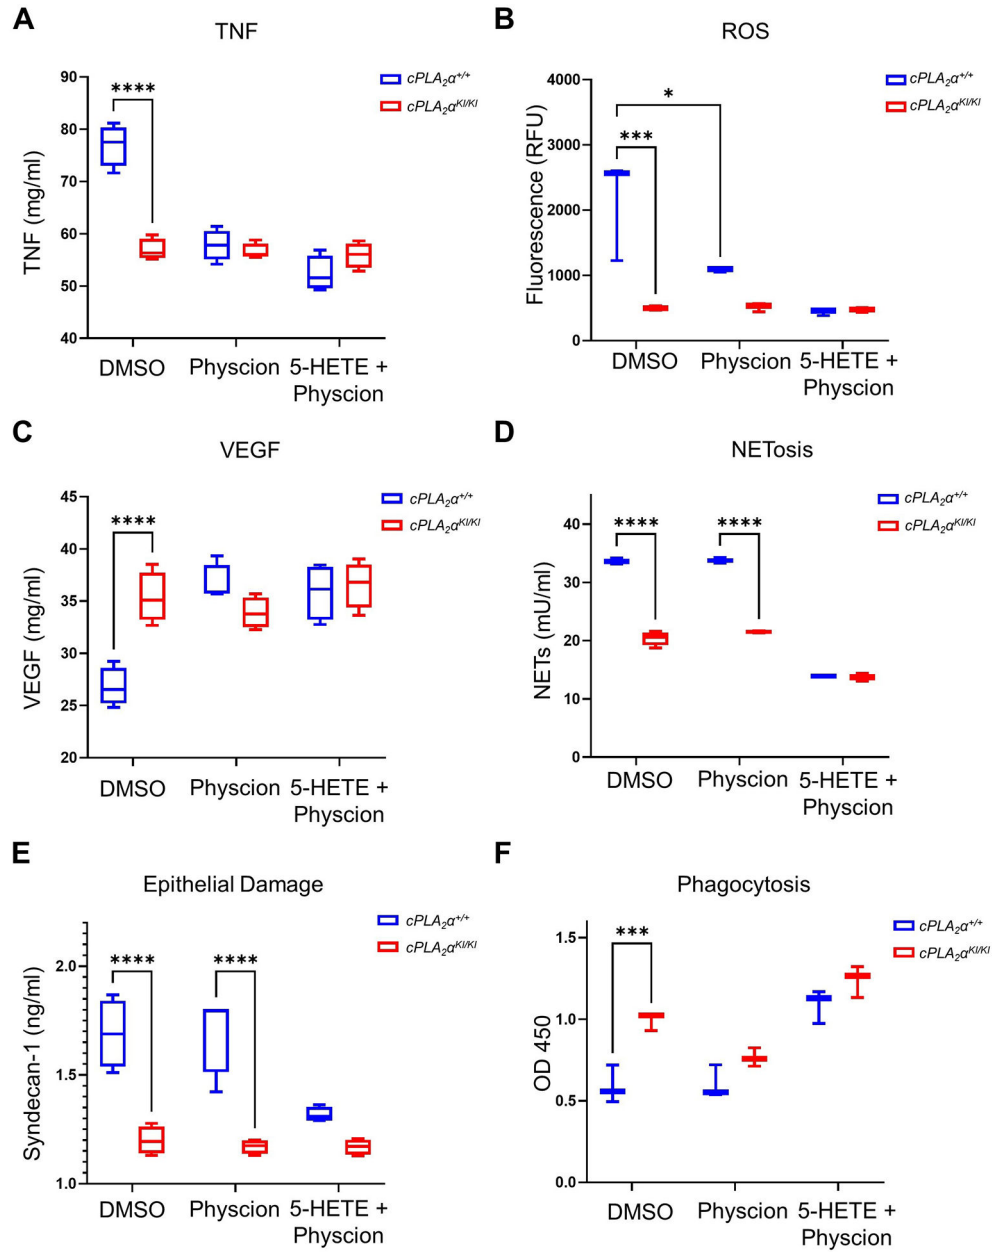 A
TNF
cPLA₂α⁺/⁺
cPLA₂αᴷᴵ/ᴷᴵ
****
TNF (mg/ml)
90
80
70
60
50
40
DMSO
Physcion
5-HETE +
Physcion
B
ROS
cPLA₂α⁺/⁺
cPLA₂αᴷᴵ/ᴷᴵ
*
***
Fluorescence (RFU)
4000
3000
2000
1000
0
DMSO
Physcion
5-HETE +
Physcion
C
VEGF
cPLA₂α⁺/⁺
cPLA₂αᴷᴵ/ᴷᴵ
****
VEGF (mg/ml)
45
40
35
30
25
20
DMSO
Physcion
5-HETE +
Physcion
D
NETosis
cPLA₂α⁺/⁺
cPLA₂αᴷᴵ/ᴷᴵ
****
****
NETs (mU/ml)
40
30
20
10
0
DMSO
Physcion
5-HETE +
Physcion
E
Epithelial Damage
cPLA₂α⁺/⁺
cPLA₂αᴷᴵ/ᴷᴵ
****
****
Syndecan-1 (ng/ml)
2.0
1.5
1.0
DMSO
Physcion
5-HETE +
Physcion
F
Phagocytosis
cPLA₂α⁺/⁺
cPLA₂αᴷᴵ/ᴷᴵ
***
OD 450
1.5
1.0
0.5
0.0
DMSO
Physcion
5-HETE +
Physcion